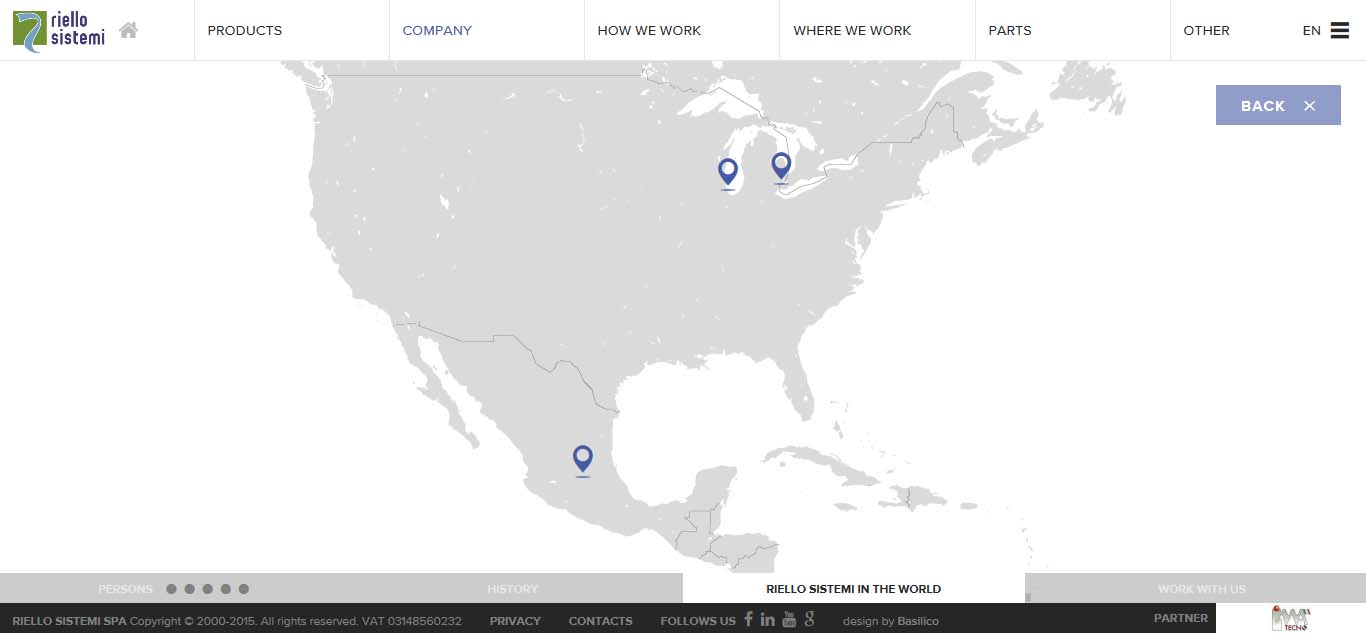 riello
sistemi
PRODUCTS
COMPANY
HOW WE WORK
WHERE WE WORK
PARTS
OTHER
EN
BACK
PERSONS
HISTORY
RIELLO SISTEMI IN THE WORLD
WORK WITH US
RIELLO SISTEMI SPA Copyright © 2000-2015. All rights reserved. VAT 03148560232
PRIVACY
CONTACTS
FOLLOWS US
design by Basilico
PARTNER
TECNO